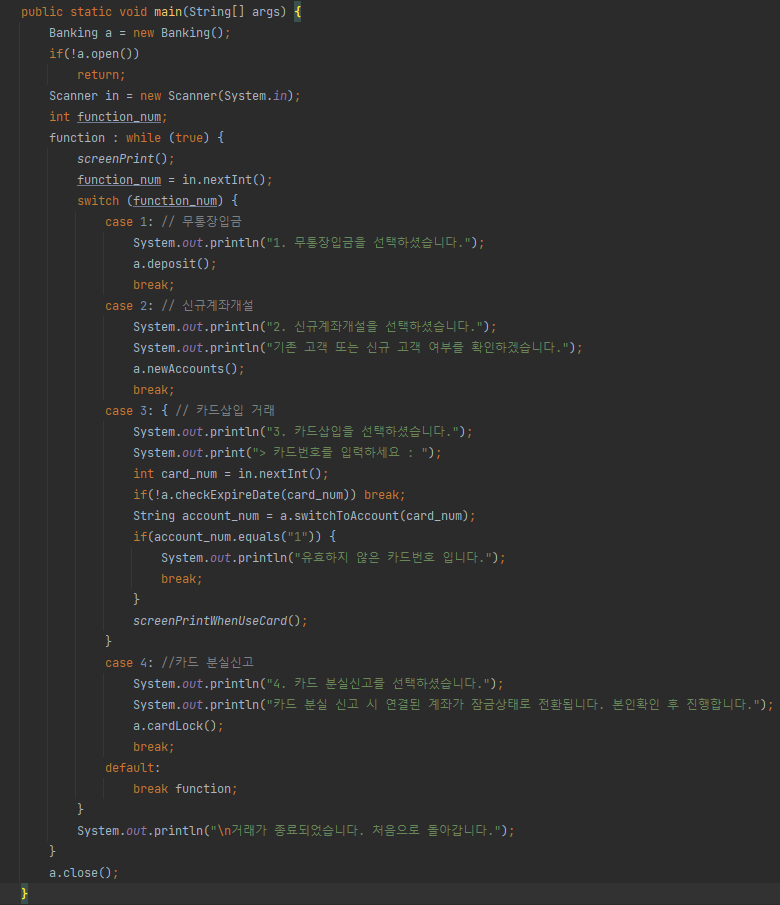 public static void main(String[] args) {
    Banking a = new Banking();
    if(!a.open())
        return;
    Scanner in = new Scanner(System.in);
    int function_num;
    function : while (true) {
        screenPrint();
        function_num = in.nextInt();
        switch (function_num) {
            case 1: // 무통장입금
                System.out.println("1. 무통장입금을 선택하셨습니다.");
                a.deposit();
                break;
            case 2: // 신규계좌개설
                System.out.println("2. 신규계좌개설을 선택하셨습니다.");
                System.out.println("기존 고객 또는 신규 고객 여부를 확인하겠습니다.");
                a.newAccounts();
                break;
            case 3: { // 카드삽입 거래
                System.out.println("3. 카드삽입을 선택하셨습니다.");
                System.out.print("> 카드번호를 입력하세요 : ");
                int card_num = in.nextInt();
                if(!a.checkExpireDate(card_num)) break;
                String account_num = a.switchToAccount(card_num);
                if(account_num.equals("1")) {
                    System.out.println("유효하지 않은 카드번호 입니다.");
                    break;
                }
                screenPrintWhenUseCard();
            }
            case 4: //카드 분실신고
                System.out.println("4. 카드 분실신고를 선택하셨습니다.");
                System.out.println("카드 분실 신고 시 연결된 계좌가 잠금상태로 전환됩니다. 본인확인 후 진행합니다.");
                a.cardLock();
                break;
            default:
                break function;
        }
        System.out.println("\n거래가 종료되었습니다. 처음으로 돌아갑니다.");
    }
    a.close();
}